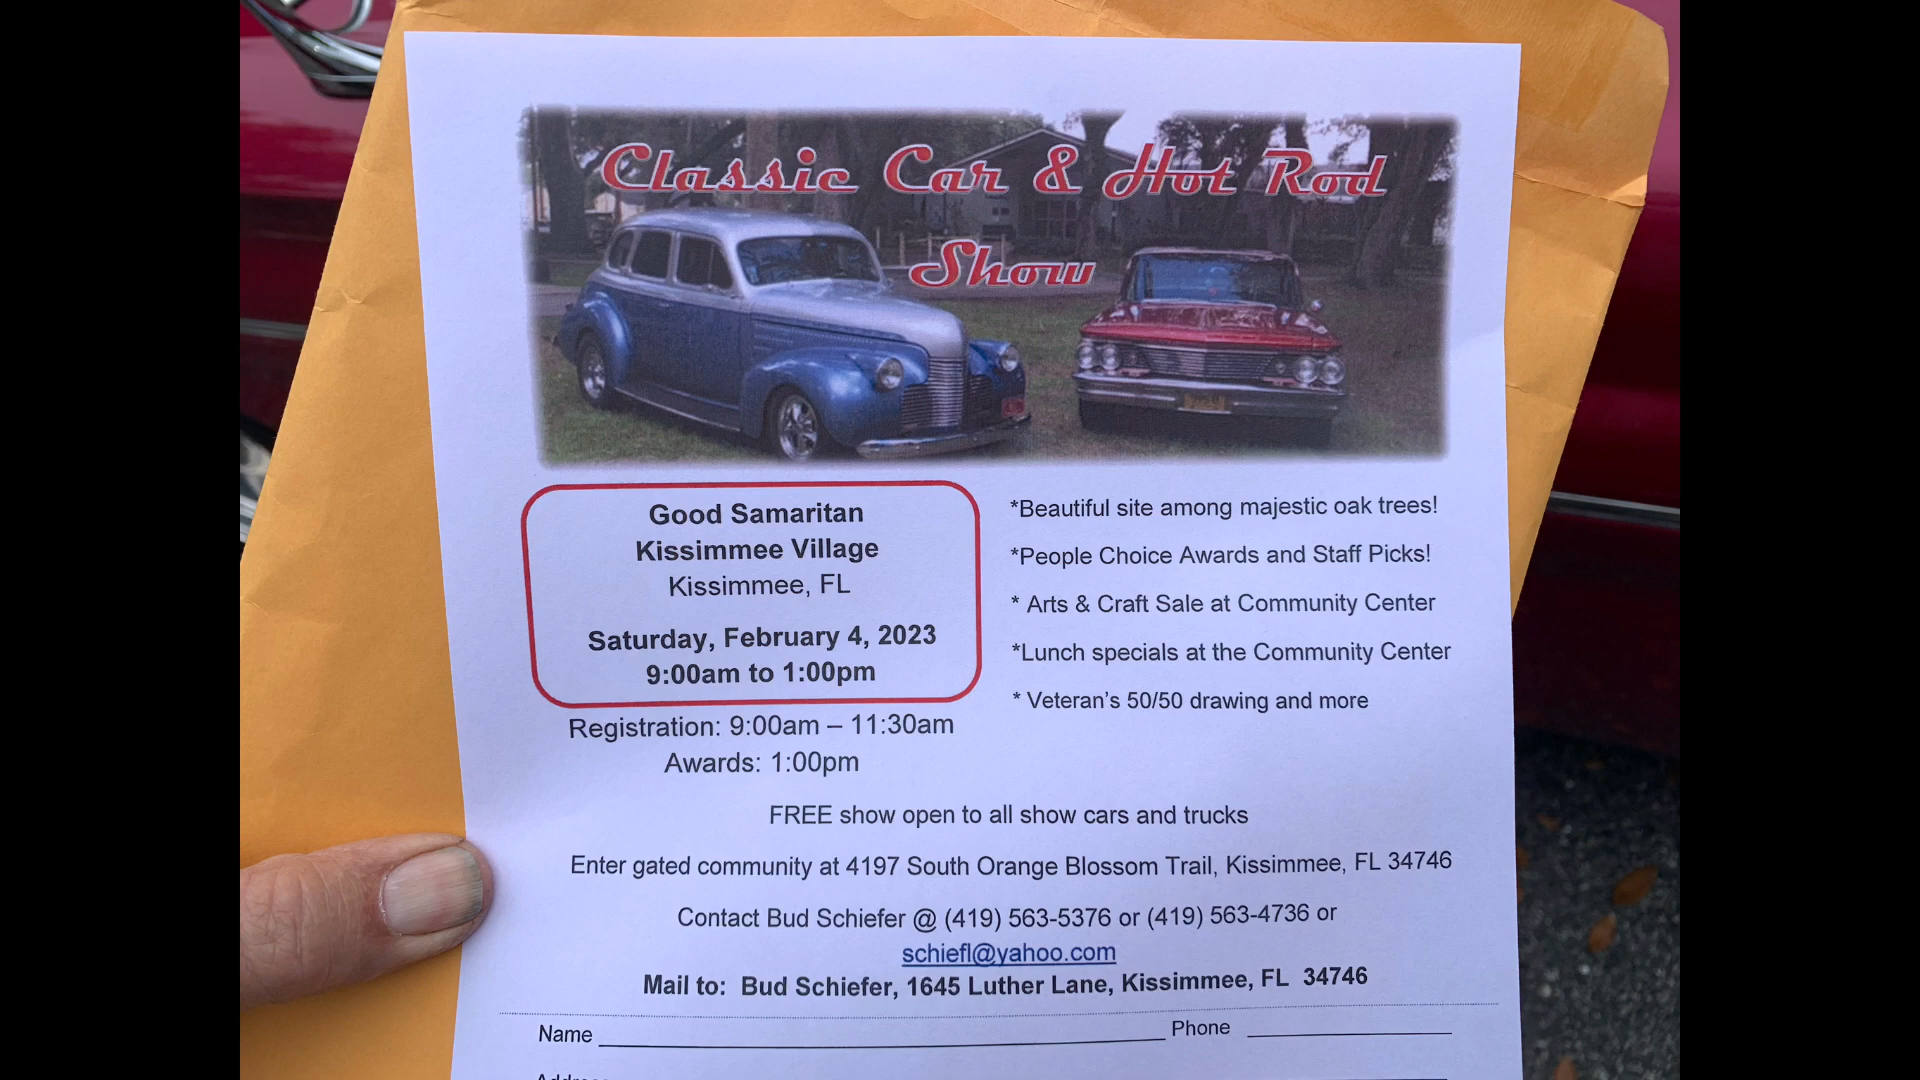 Classic Car & Hot Rod
Show
Good Samaritan
Kissimmee Village
Kissimmee, FL
Saturday, February 4, 2023
9:00am to 1:00pm
Registration: 9:00am – 11:30am
Awards: 1:00pm
*Beautiful site among majestic oak trees!
*People Choice Awards and Staff Picks!
* Arts & Craft Sale at Community Center
*Lunch specials at the Community Center
* Veteran's 50/50 drawing and more
FREE show open to all show cars and trucks
Enter gated community at 4197 South Orange Blossom Trail, Kissimmee, FL 34746
Contact Bud Schiefer @ (419) 563-5376 or (419) 563-4736 or
schiefl@yahoo.com
Mail to: Bud Schiefer, 1645 Luther Lane, Kissimmee, FL 34746
Name Phone